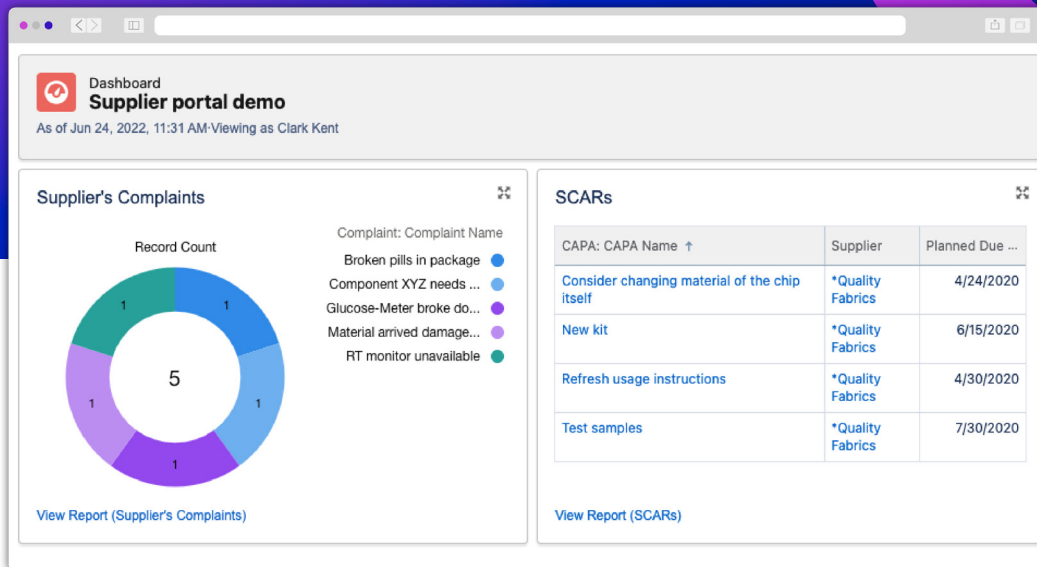 Dashboard
Supplier portal demo
As of Jun 24, 2022, 11:31 AM·Viewing as Clark Kent
Supplier's Complaints
Record Count
Complaint: Complaint Name
Broken pills in package
Component XYZ needs ...
Glucose-Meter broke do...
Material arrived damage...
RT monitor unavailable
1
1
1
1
1
5
View Report (Supplier's Complaints)
SCARs
CAPA: CAPA Name ↑ Supplier Planned Due ...
Consider changing material of the chip
itself
*Quality
Fabrics
4/24/2020
New kit
*Quality
Fabrics
6/15/2020
Refresh usage instructions
*Quality
Fabrics
4/30/2020
Test samples
*Quality
Fabrics
7/30/2020
View Report (SCARs)